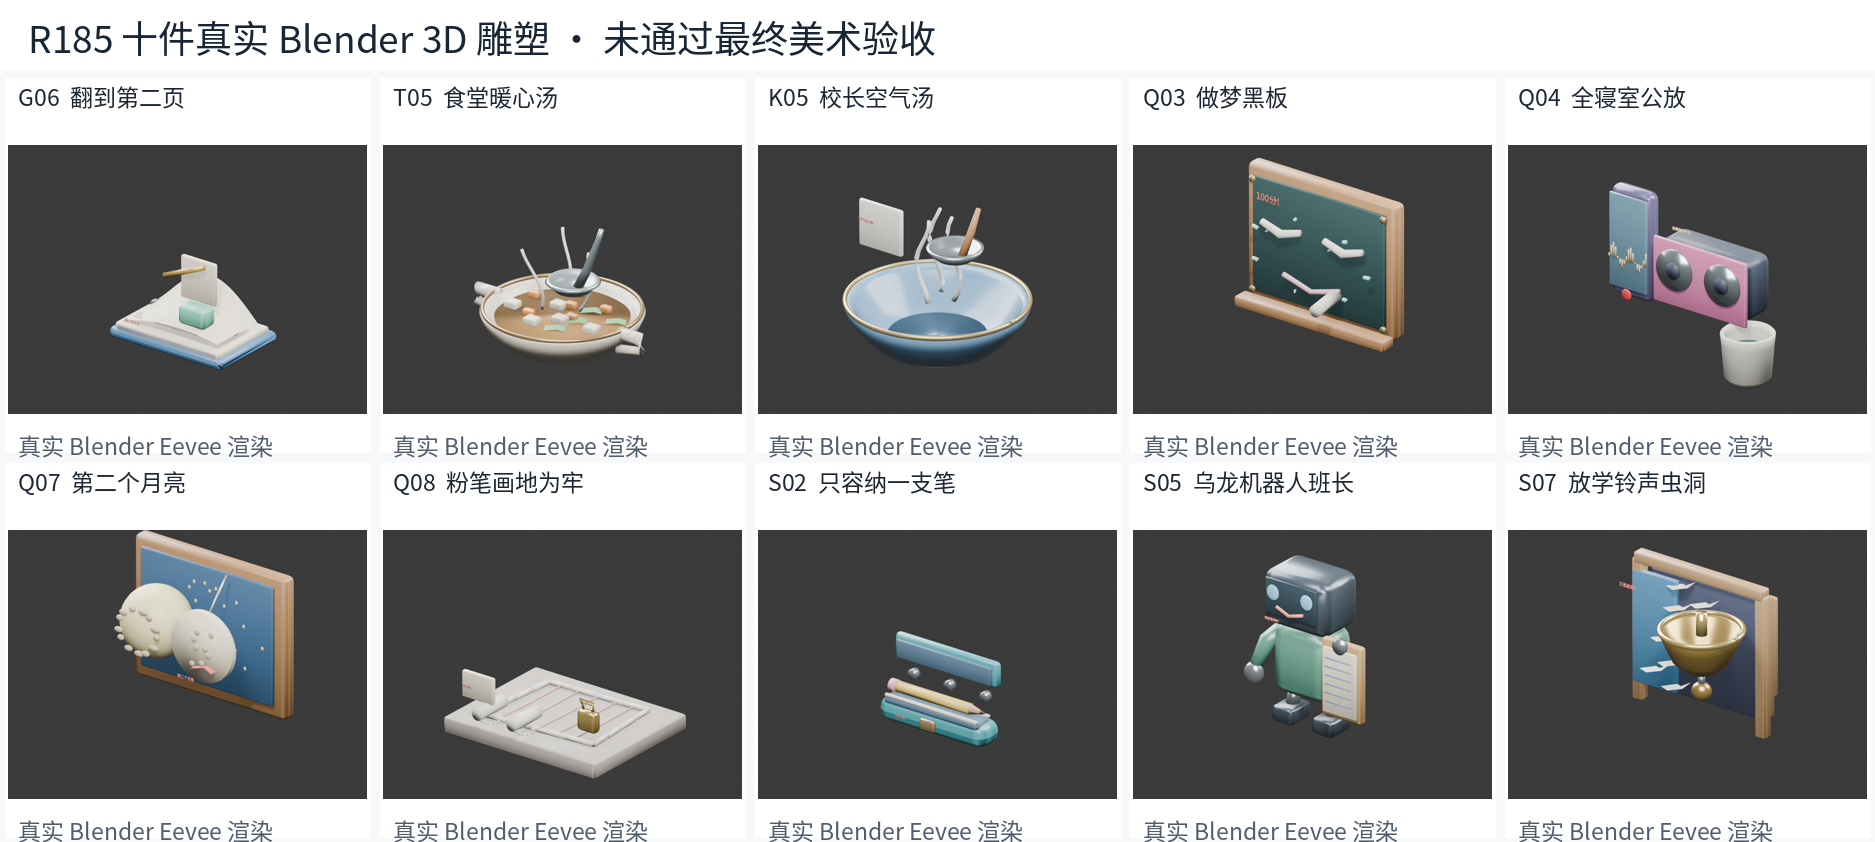 R185 十件真实 Blender 3D 雕塑 · 未通过最终美术验收
G06 翻到第二页
T05 食堂暖心汤
K05 校长空气汤
Q03 做梦黑板
Q04 全寝室公放
100分!
真实 Blender Eevee 渲染
真实 Blender Eevee 渲染
真实 Blender Eevee 渲染
真实 Blender Eevee 渲染
真实 Blender Eevee 渲染
Q07 第二个月亮
Q08 粉笔画地为牢
S02 只容纳一支笔
S05 乌龙机器人班长
S07 放学铃声虫洞
真实 Blender Eevee 渲染
真实 Blender Eevee 渲染
真实 Blender Eevee 渲染
真实 Blender Eevee 渲染
真实 Blender Eevee 渲染